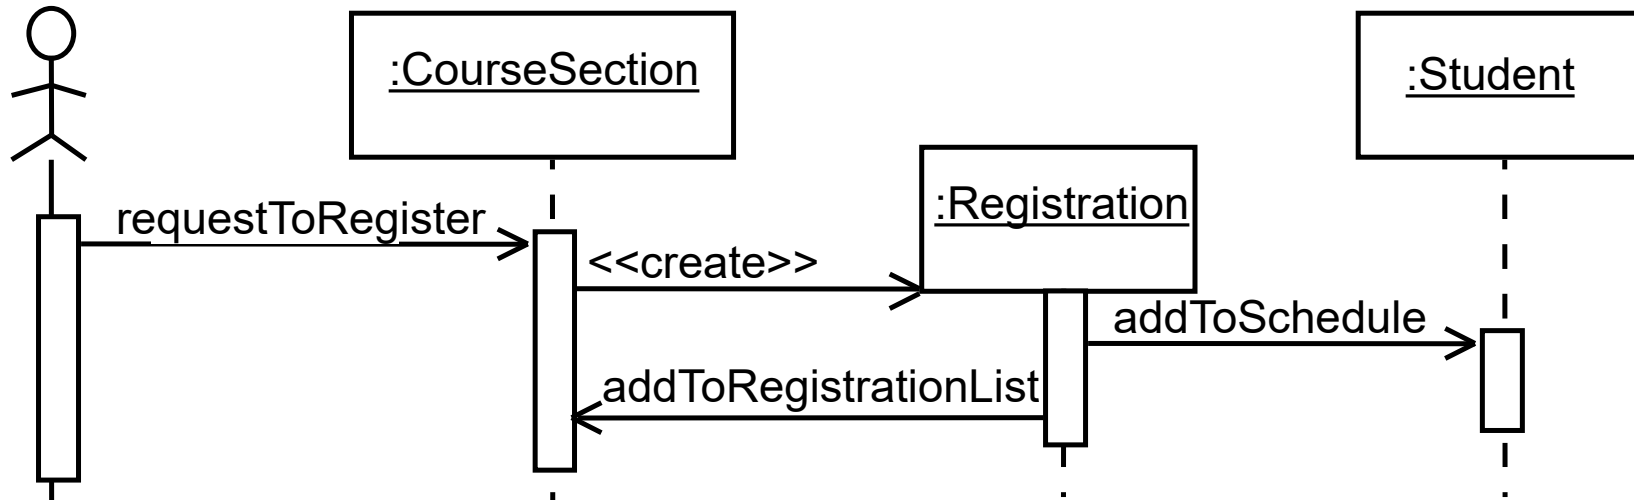 :CourseSection
:Student
:Registration
requestToRegister
<<create>>
addToSchedule
addToRegistrationList